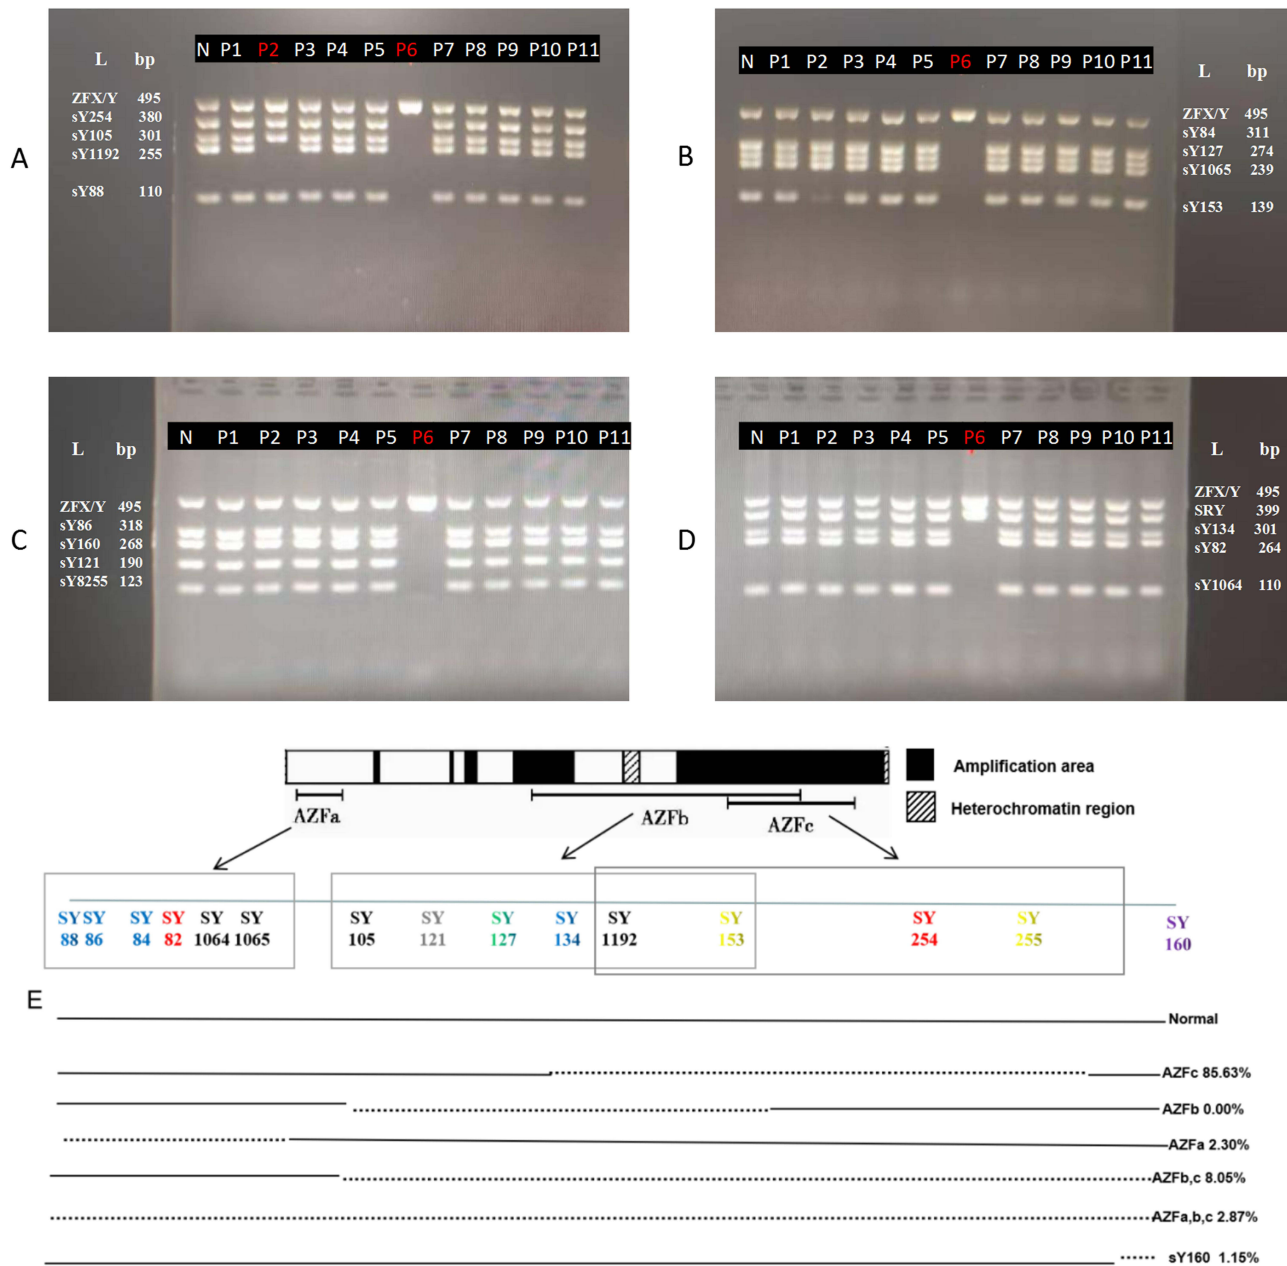 N P1 P2 P3 P4 P5 P6 P7 P8 P9 P10 P11
L bp
ZFX/Y 495
sY254 380
sY105 301
sY1192 255
sY88 110
A
N P1 P2 P3 P4 P5 P6 P7 P8 P9 P10 P11
L bp
ZFX/Y 495
sY84 311
sY127 274
sY1065 239
sY153 139
B
N P1 P2 P3 P4 P5 P6 P7 P8 P9 P10 P11
L bp
ZFX/Y 495
sY86 318
sY160 268
sY121 190
sY8255 123
C
N P1 P2 P3 P4 P5 P6 P7 P8 P9 P10 P11
L bp
ZFX/Y 495
SRY 399
sY134 301
sY82 264
sY1064 110
D
Amplification area
Heterochromatin region
AZFa AZFb AZFc
SY SY SY SY SY SY SY SY SY SY SY SY SY SY SY
88 86 84 82 1064 1065 105 121 127 134 1192 153 254 255 160
E
Normal
AZFc 85.63%
AZFb 0.00%
AZFa 2.30%
AZFb,c 8.05%
AZFa,b,c 2.87%
sY160 1.15%